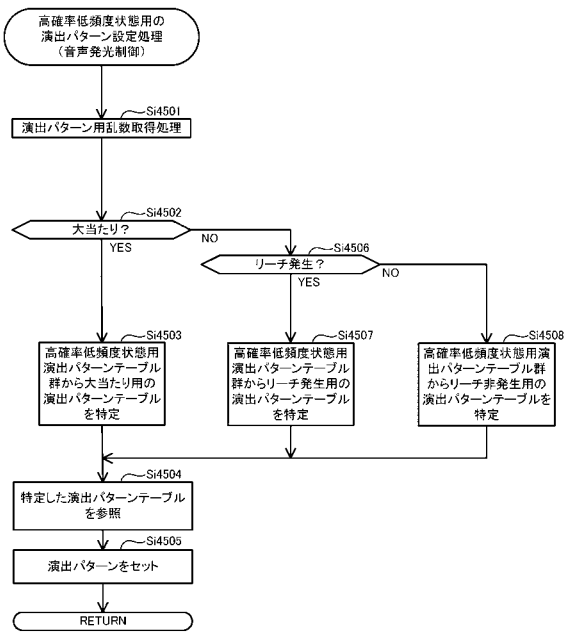 高確率低頻度状態用の
演出パターン設定処理
(音声発光制御)
Si4501
演出パターン用乱数取得処理
Si4502
大当たり?
NO
YES
Si4506
リーチ発生?
NO
YES
Si4503
高確率低頻度状態用
演出パターンテーブル
群から大当たり用の
演出パターンテーブル
を特定
Si4507
高確率低頻度状態用
演出パターンテーブル
群からリーチ発生用の
演出パターンテーブル
を特定
Si4508
高確率低頻度状態用演
出パターンテーブル群
からリーチ非発生用の
演出パターンテーブルを
特定
Si4504
特定した演出パターンテーブル
を参照
Si4505
演出パターンをセット
RETURN